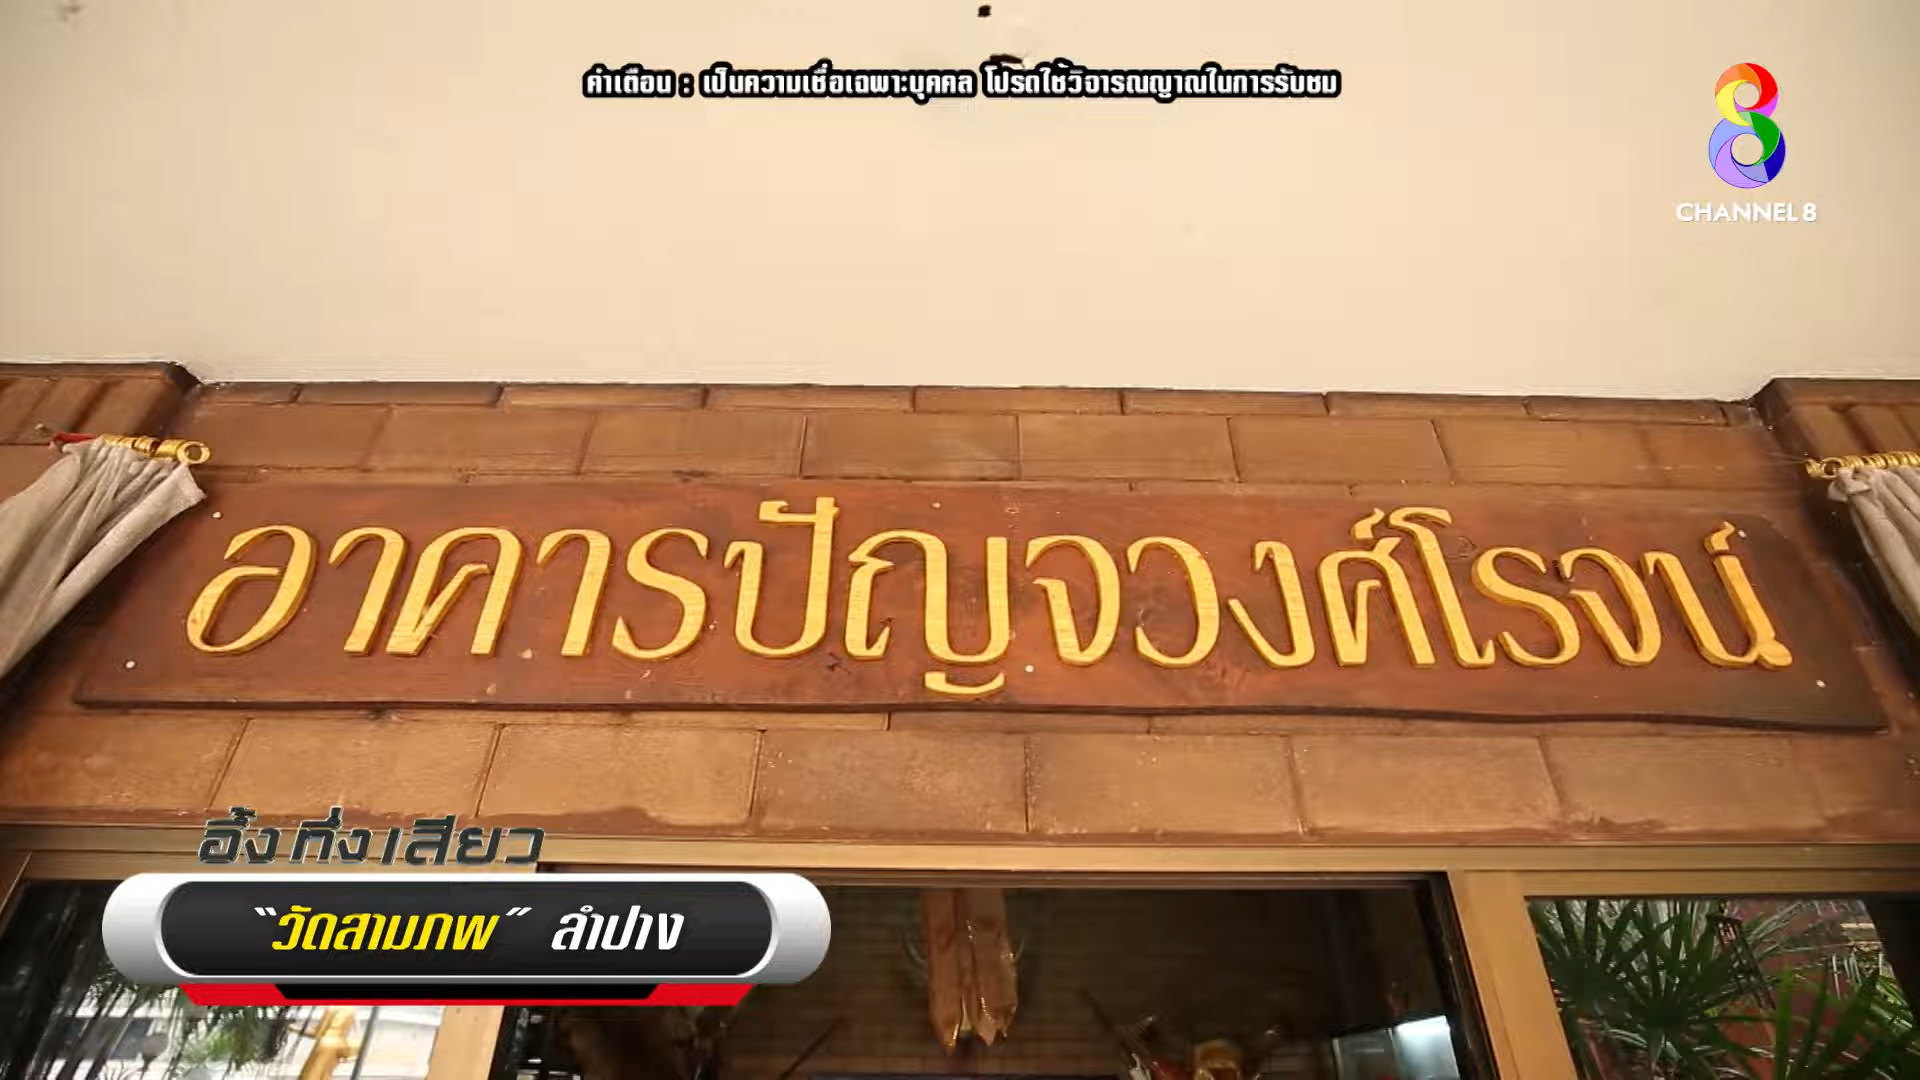 คำเตือน : เป็นความเชื่อเฉพาะบุคคล โปรดใช้วิจารณญาณในการรับชม
8
CHANNEL 8
อาคารปัญจวงศ์โรจน์
อึ้ง ทึ่ง เสียว
“วัดสามภพ” ลำปาง